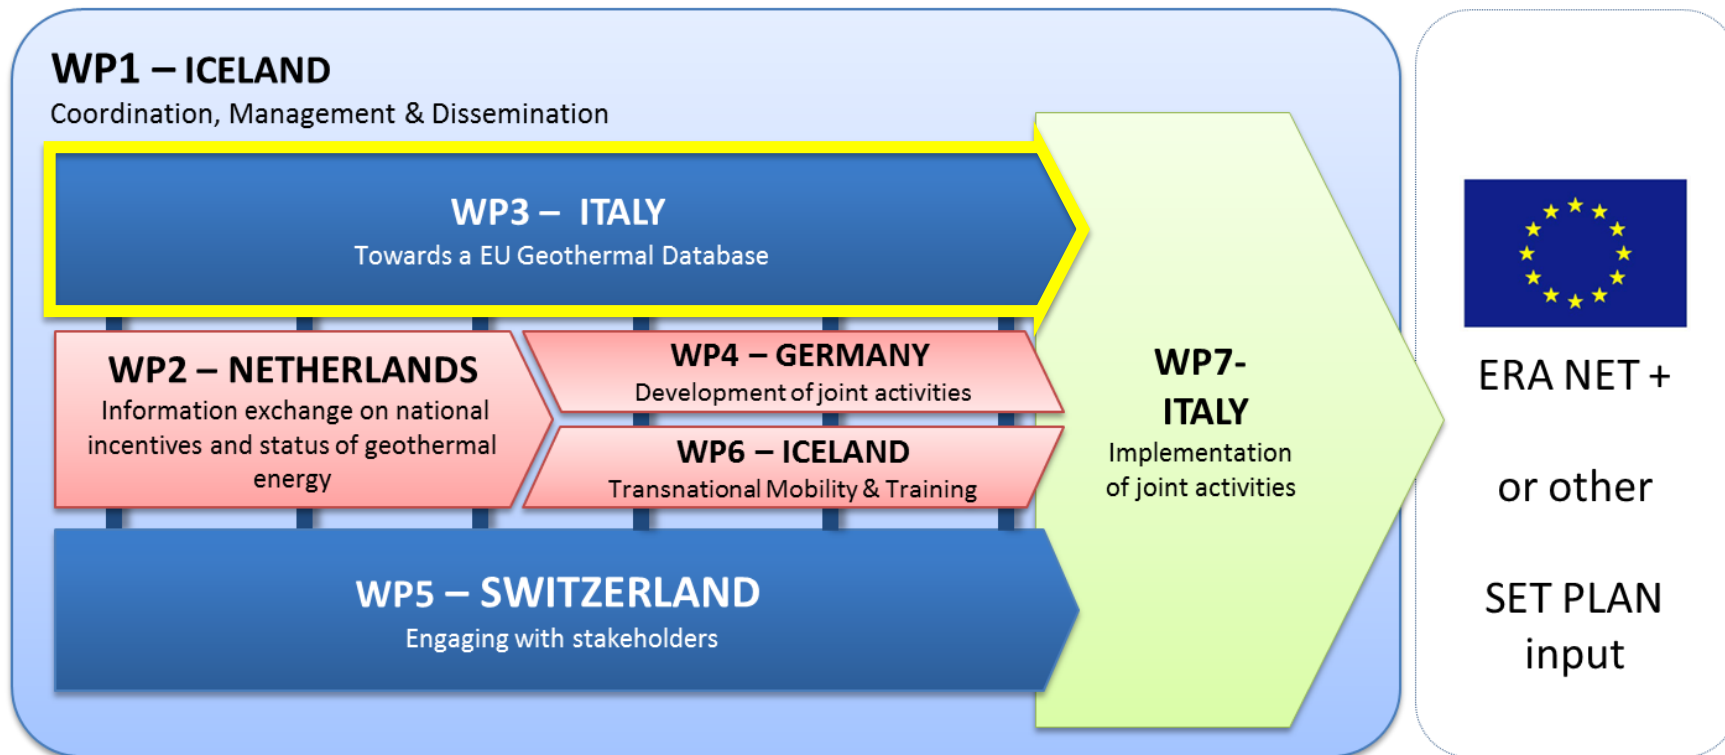 WP1 – ICELAND
Coordination, Management & Dissemination
WP3 – ITALY
Towards a EU Geothermal Database
WP2 – NETHERLANDS
Information exchange on national
incentives and status of geothermal
energy
WP4 – GERMANY
Development of joint activities
WP6 – ICELAND
Transnational Mobility & Training
WP5 – SWITZERLAND
Engaging with stakeholders
WP7-
ITALY
Implementation
of joint activities
ERA NET +
or other
SET PLAN
input